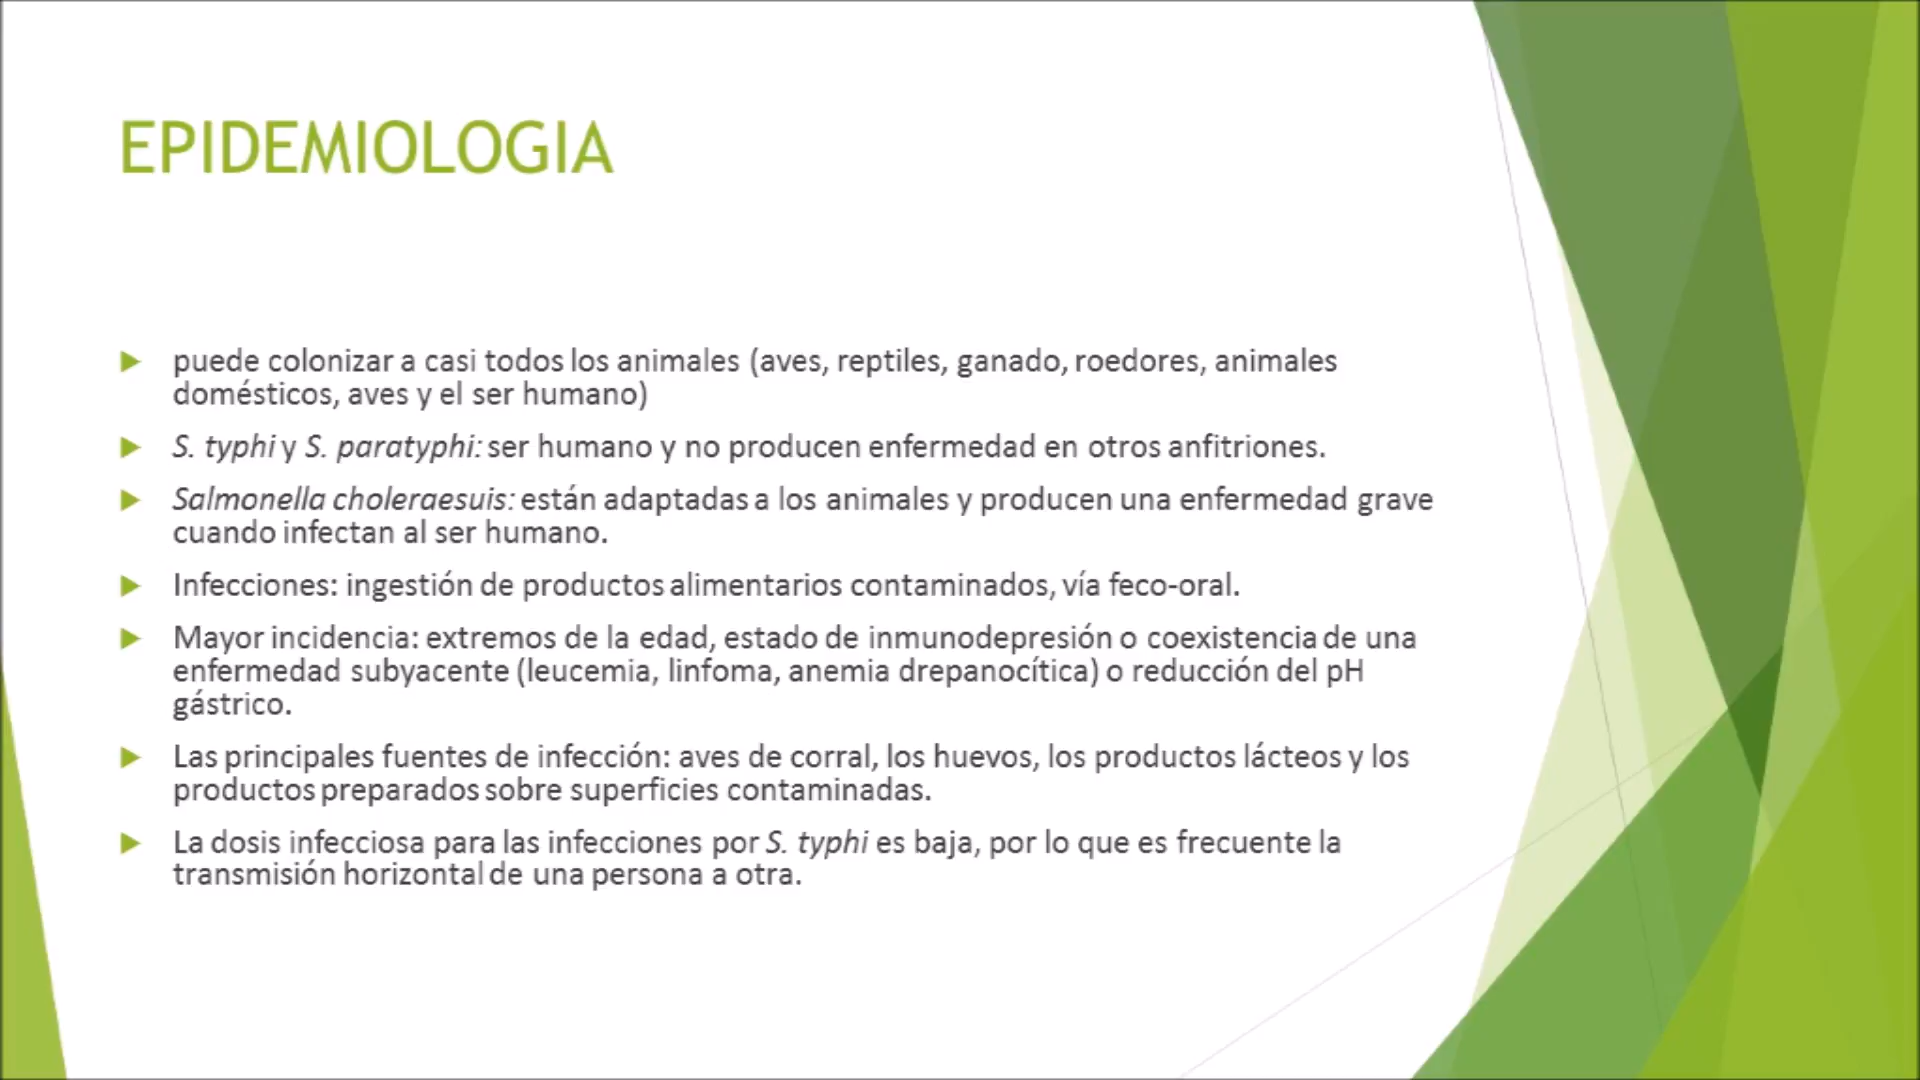 EPIDEMIOLOGIA
puede colonizar a casi todos los animales (aves, reptiles, ganado, roedores, animales
domésticos, aves y el ser humano)
S. typhi y S. paratyphi: ser humano y no producen enfermedad en otros anfitriones.
Salmonella choleraesuis: están adaptadas a los animales y producen una enfermedad grave
cuando infectan al ser humano.
Infecciones: ingestión de productos alimentarios contaminados, vía feco-oral.
Mayor incidencia: extremos de la edad, estado de inmunodepresión o coexistencia de una
enfermedad subyacente (leucemia, linfoma, anemia drepanocítica) o reducción del pH
gástrico.
Las principales fuentes de infección: aves de corral, los huevos, los productos lácteos y los
productos preparados sobre superficies contaminadas.
La dosis infecciosa para las infecciones por S. typhi es baja, por lo que es frecuente la
transmisión horizontal de una persona a otra.